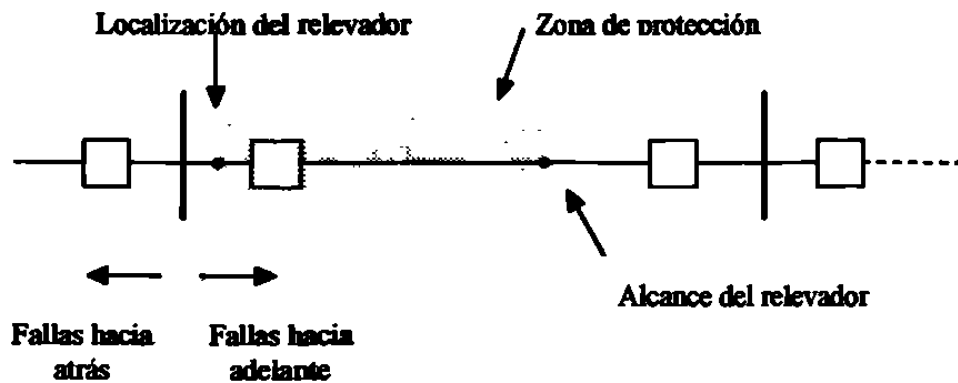 Localización del relevador
Zona de protección
Alcance del relevador
Fallas hacia
atrás
Fallas hacia
adelante